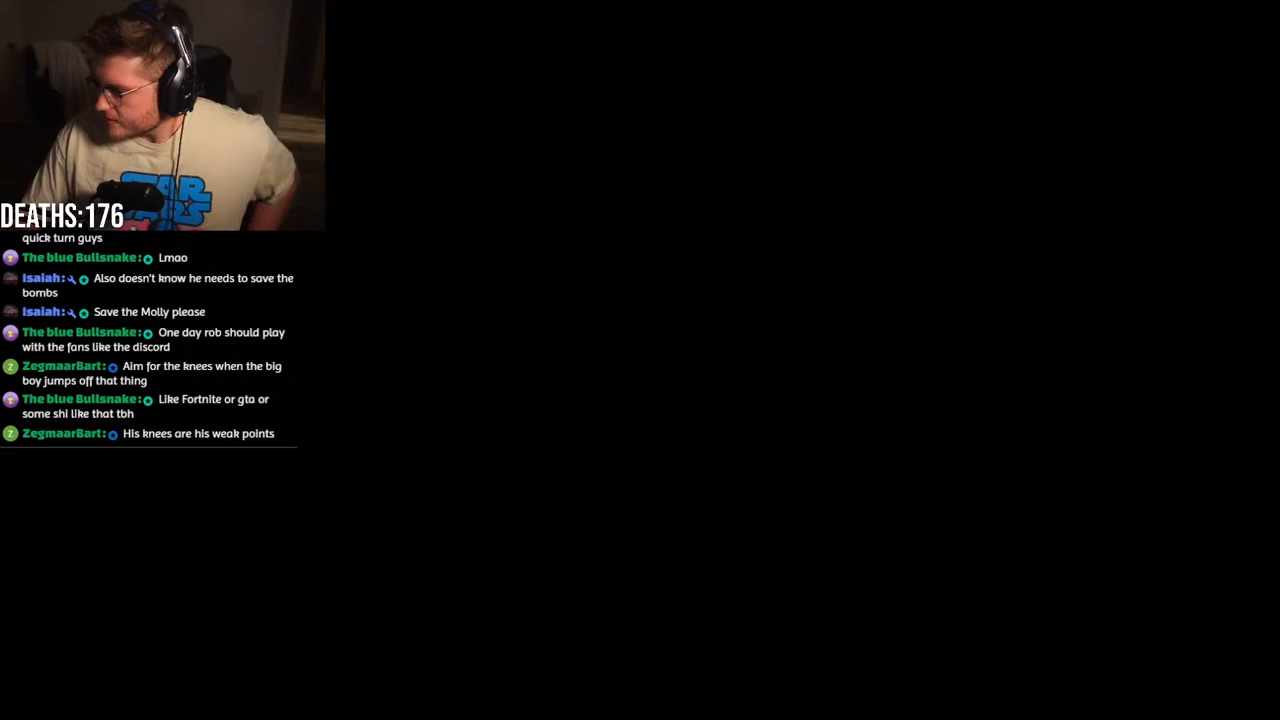 STAR
WARS
DEATHS:176
quick turn guys
The blue Bullsnake: Lmao
Isaiah: Also doesn't know he needs to save the
bombs
Isaiah: Save the Molly please
The blue Bullsnake: One day rob should play
with the fans like the discord
Z ZegmaarBart: Aim for the knees when the big
boy jumps off that thing
The blue Bullsnake: Like Fortnite or gta or
some shi like that tbh
Z ZegmaarBart: His knees are his weak points